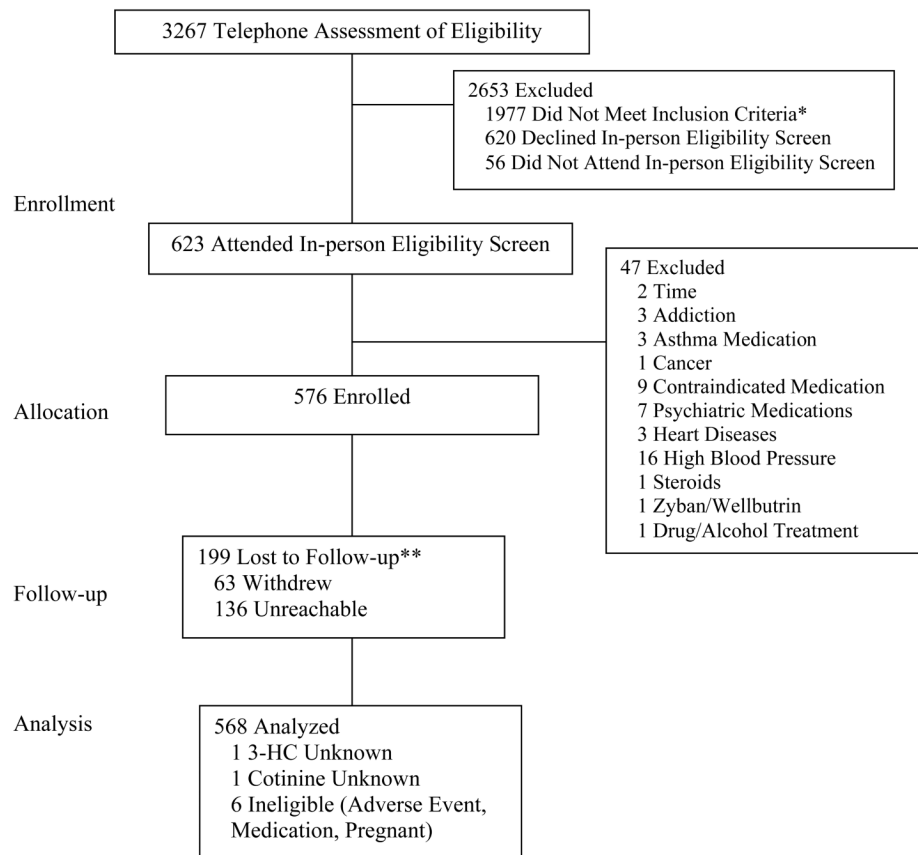 3267 Telephone Assessment of Eligibility
2653 Excluded
1977 Did Not Meet Inclusion Criteria*
620 Declined In-person Eligibility Screen
56 Did Not Attend In-person Eligibility Screen
Enrollment
623 Attended In-person Eligibility Screen
47 Excluded
2 Time
3 Addiction
3 Asthma Medication
1 Cancer
9 Contraindicated Medication
7 Psychiatric Medications
3 Heart Diseases
16 High Blood Pressure
1 Steroids
1 Zyban/Wellbutrin
1 Drug/Alcohol Treatment
Allocation
576 Enrolled
Follow-up
199 Lost to Follow-up**
63 Withdrew
136 Unreachable
Analysis
568 Analyzed
1 3-HC Unknown
1 Cotinine Unknown
6 Ineligible (Adverse Event,
Medication, Pregnant)